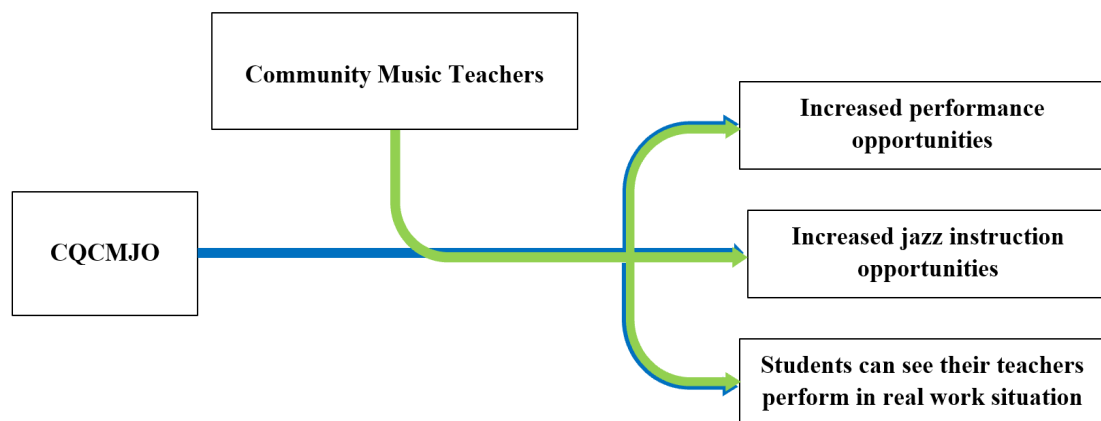 Community Music Teachers
CQCMJO
Increased performance
opportunities
Increased jazz instruction
opportunities
Students can see their teachers
perform in real work situation